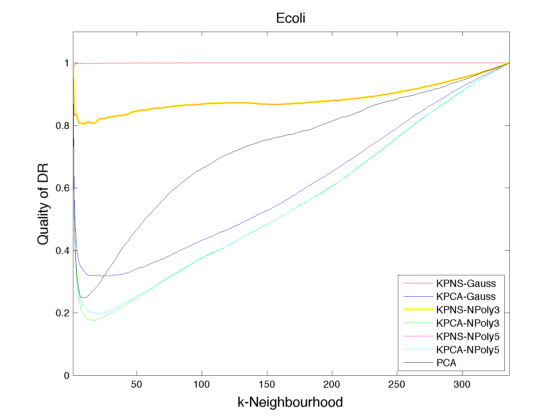 Ecoli
Quality of DR
1
0.8
0.6
0.4
0.2
0
50 100 150 200 250 300
k-Neighbourhood
KPNS-Gauss
KPCA-Gauss
KPNS-NPoly3
KPCA-NPoly3
KPNS-NPoly5
KPCA-NPoly5
PCA